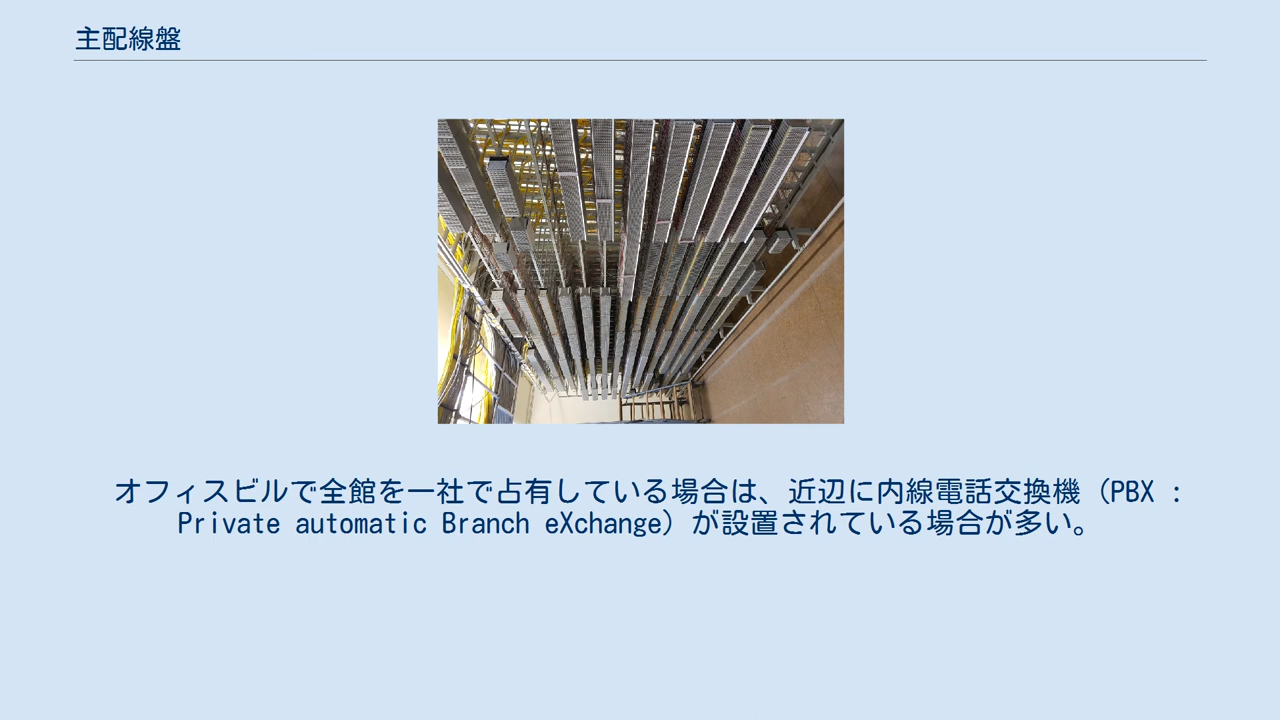 主配線盤
オフィスビルで全館を一社で占有している場合は、近辺に内線電話交換機（PBX :
Private automatic Branch eXchange）が設置されている場合が多い。